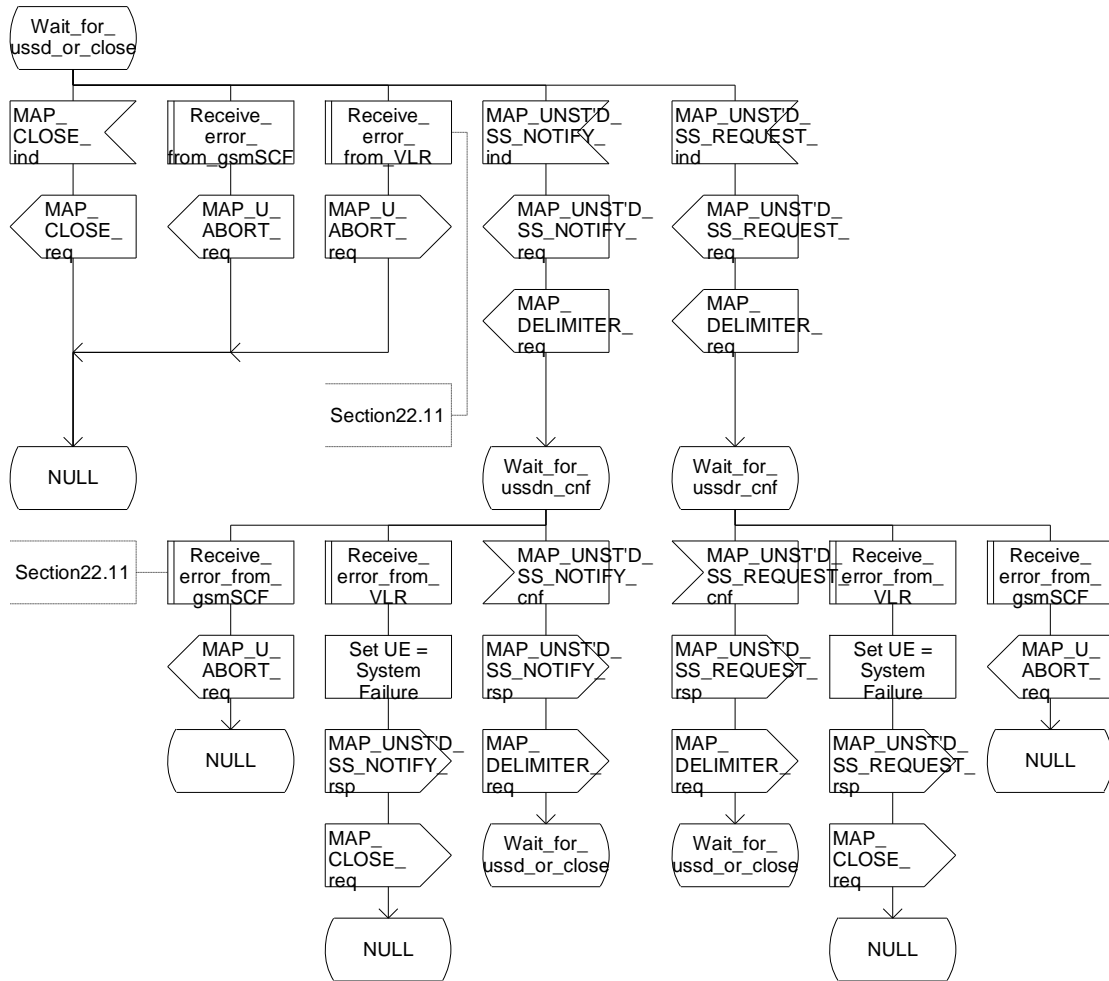 Wait_for_
ussd_or_close
MAP_
CLOSE_
ind
Receive_
error_
from_gsmSCF
Receive_
error_
from_VLR
MAP_UNST'D_
SS_NOTIFY_
ind
MAP_UNST'D_
SS_REQUEST_
ind
MAP_
CLOSE_
req
MAP_U_
ABORT_
req
MAP_U_
ABORT_
req
MAP_UNST'D_
SS_NOTIFY_
req
MAP_UNST'D_
SS_REQUEST_
req
MAP_
DELIMITER_
req
MAP_
DELIMITER_
req
Section22.11
NULL
Wait_for_
ussdn_cnf
Wait_for_
ussdr_cnf
Section22.11
Receive_
error_from_
gsmSCF
Receive_
error_from_
VLR
MAP_UNST'D_
SS_NOTIFY_
cnf
MAP_UNST'D_
SS_REQUEST_
cnf
Receive_
error_from_
VLR
Receive_
error_from_
gsmSCF
MAP_U_
ABORT_
req
Set UE =
System
Failure
MAP_UNST'D_
SS_NOTIFY_
rsp
MAP_UNST'D_
SS_REQUEST_
rsp
Set UE =
System
Failure
MAP_U_
ABORT_
req
NULL
MAP_UNST'D_
SS_NOTIFY_
rsp
MAP_
DELIMITER_
req
MAP_
DELIMITER_
req
MAP_UNST'D_
SS_REQUEST_
rsp
NULL
MAP_
CLOSE_
req
Wait_for_
ussd_or_close
Wait_for_
ussd_or_close
MAP_
CLOSE_
req
NULL
NULL